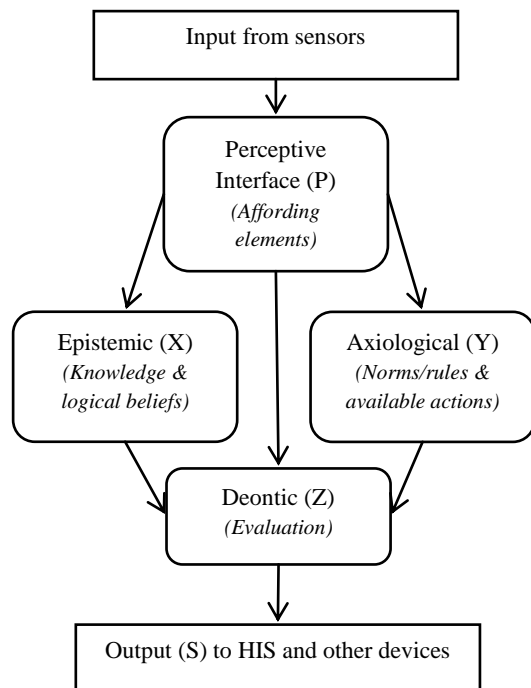 Input from sensors
Perceptive
Interface (P)
(Affording
elements)
Epistemic (X)
(Knowledge &
logical beliefs)
Axiological (Y)
(Norms/rules &
available actions)
Deontic (Z)
(Evaluation)
Output (S) to HIS and other devices